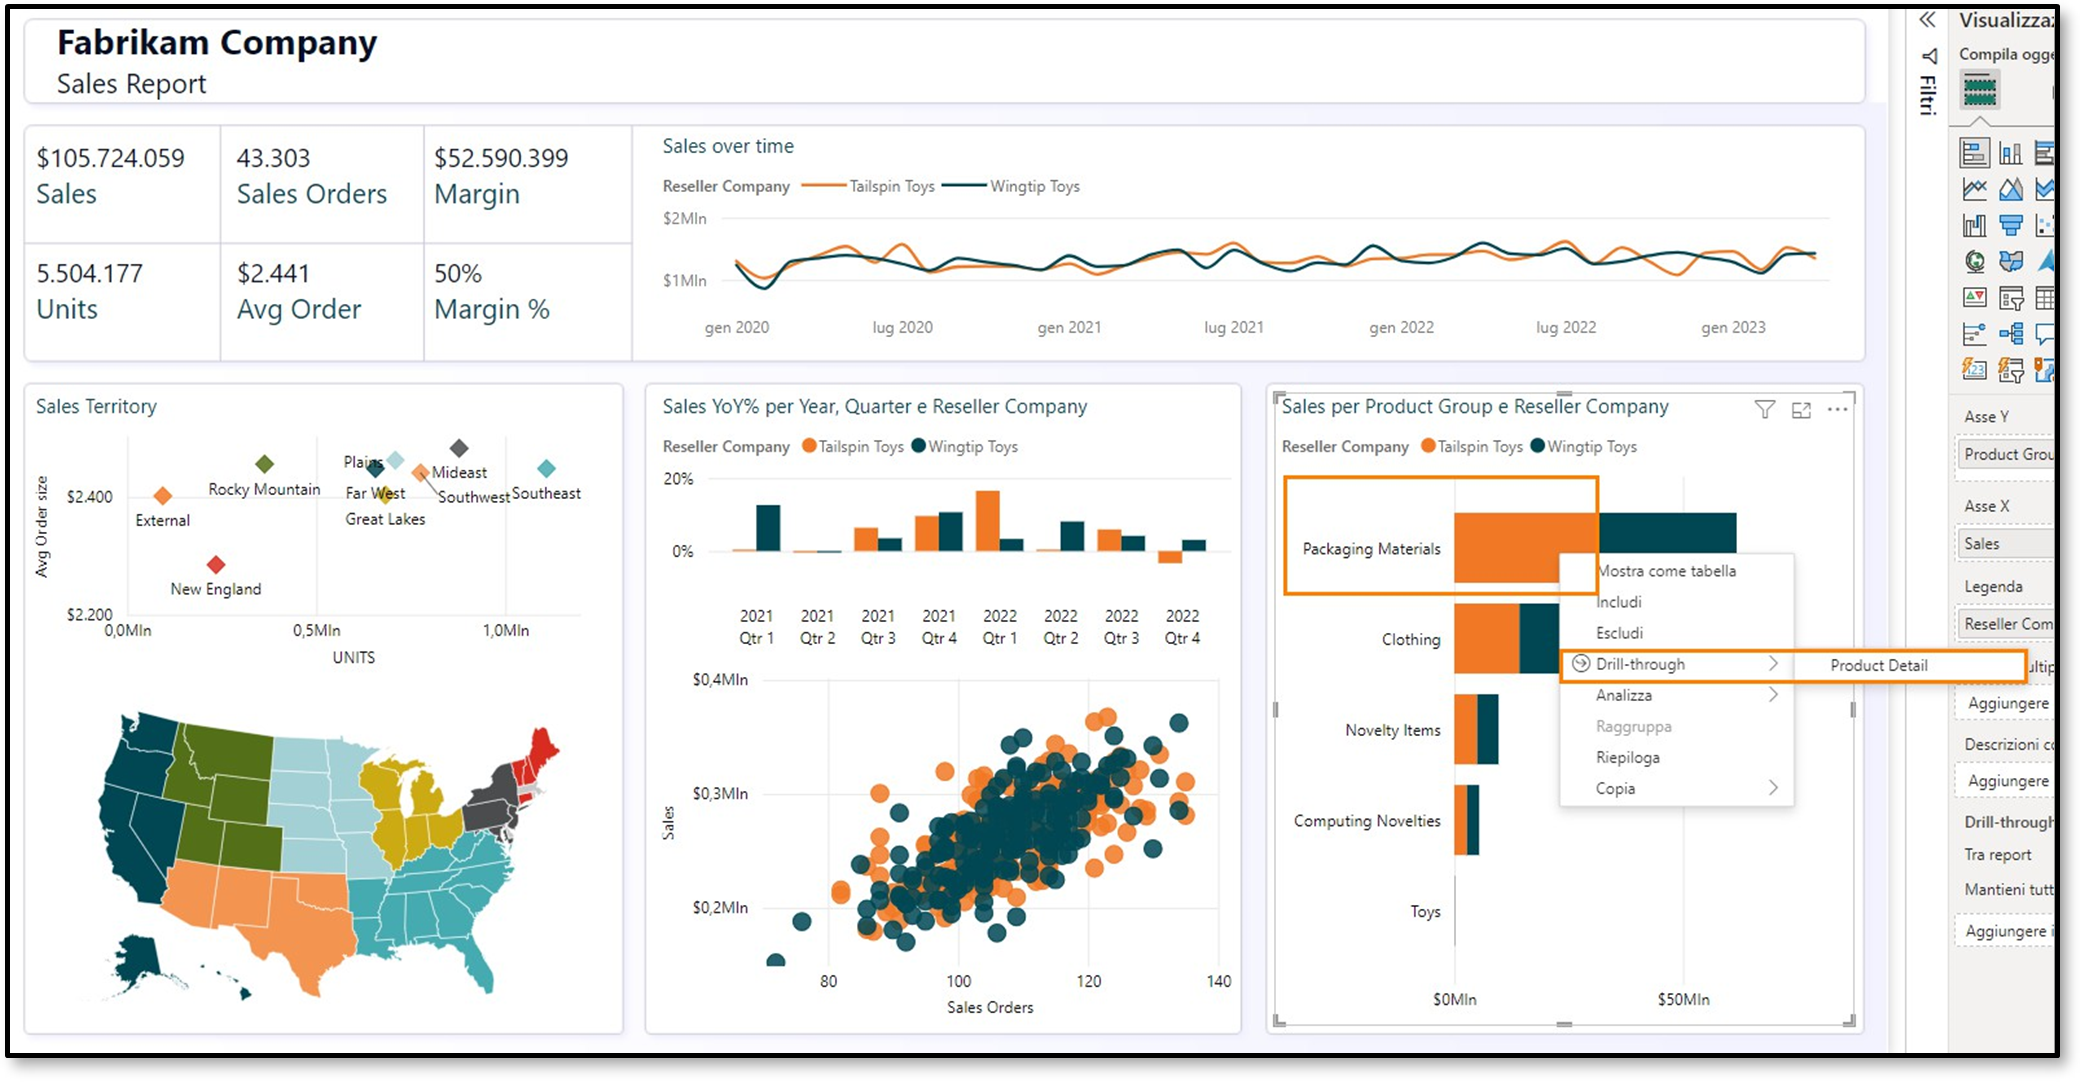 Fabrikam Company
Sales Report
$105.724.059
Sales
43.303
Sales Orders
$52.590.399
Margin
5.504.177
Units
$2.441
Avg Order
50%
Margin %
Sales over time
Reseller Company Tailspin Toys Wingtip Toys
$2Mln
$1Mln
gen 2020 lug 2020 gen 2021 lug 2021 gen 2022 lug 2022 gen 2023
Sales Territory
Avg Order size
$2.400
$2.200
External
Rocky Mountain
New England
Plains
Far West
Great Lakes
Mideast
Southwest
Southeast
0,0Mln 0,5Mln 1,0Mln
UNITS
Sales YoY% per Year, Quarter e Reseller Company
Reseller Company Tailspin Toys Wingtip Toys
20%
0%
2021 2021 2021 2021 2022 2022 2022 2022
Qtr 1 Qtr 2 Qtr 3 Qtr 4 Qtr 1 Qtr 2 Qtr 3 Qtr 4
$0,4Mln
$0,3Mln
$0,2Mln
Sales
80 100 120 140
Sales Orders
Sales per Product Group e Reseller Company
Reseller Company Tailspin Toys Wingtip Toys
Packaging Materials
Clothing
Novelty Items
Computing Novelties
Toys
$0Mln $50Mln
Mostra come tabella
Includi
Escludi
Drill-through
Product Detail
Analizza
Raggruppa
Riepiloga
Copia
Filtri
Visualizzaz
Compila ogge
123
Asse Y
Product Grou
Asse X
Sales
Legenda
Reseller Com
ultip
Aggiungere
Descrizioni co
Aggiungere
Drill-through
Tra report
Mantieni tutt
Aggiungere i